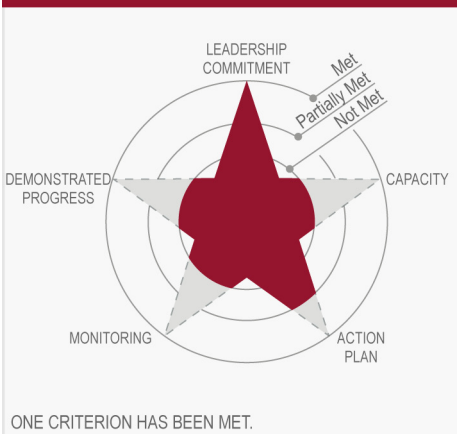 LEADERSHIP
COMMITMENT
Met
Partially Met
Not Met
DEMONSTRATED
PROGRESS
CAPACITY
MONITORING
ACTION
PLAN
ONE CRITERION HAS BEEN MET.